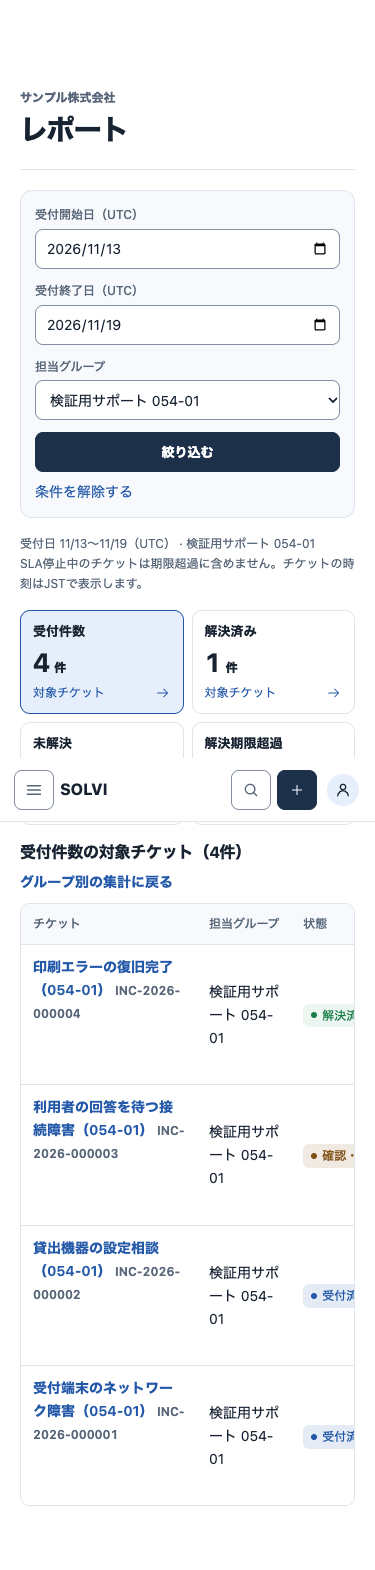 サンプル株式会社
レポート
受付開始日（UTC）
2026/11/13
受付終了日（UTC）
2026/11/19
担当グループ
検証用サポート 054-01
絞り込む
条件を解除する
受付日 11/13〜11/19（UTC） · 検証用サポート 054-01
SLA停止中のチケットは期限超過に含めません。チケットの時
刻はJSTで表示します。
受付件数
4 件
対象チケット →
解決済み
1 件
対象チケット →
未解決
解決期限超過
SOLVI
受付件数の対象チケット（4件）
グループ別の集計に戻る
チケット 担当グループ 状態
印刷エラーの復旧完了
（054-01） INC-2026-
000004
検証用サポ
ート 054-
01
解決済
利用者の回答を待つ接
続障害（054-01） INC-
2026-000003
検証用サポ
ート 054-
01
確認・
貸出機器の設定相談
（054-01） INC-2026-
000002
検証用サポ
ート 054-
01
受付済
受付端末のネットワー
ク障害（054-01） INC-
2026-000001
検証用サポ
ート 054-
01
受付済